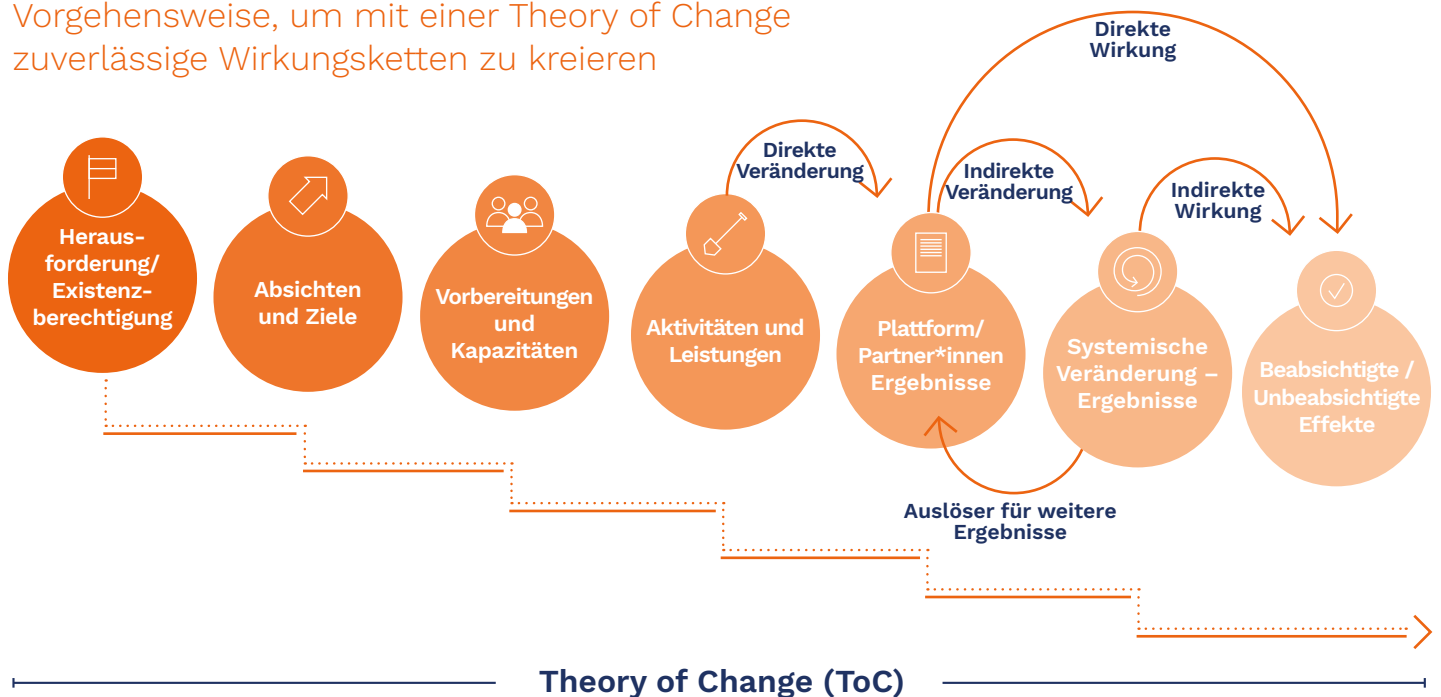 Vorgehensweise, um mit einer Theory of Change
zuverlässige Wirkungsketten zu kreieren
Direkte
Wirkung
Direkte
Veränderung
Indirekte
Veränderung
Indirekte
Wirkung
Heraus-
forderung/
Existenz-
berechtigung
Absichten
und Ziele
Vorbereitungen
und
Kapazitäten
Aktivitäten und
Leistungen
Plattform/
Partner*innen
Ergebnisse
Systemische
Veränderung –
Ergebnisse
Beabsichtigte /
Unbeabsichtigte
Effekte
Auslöser für weitere
Ergebnisse
Theory of Change (ToC)